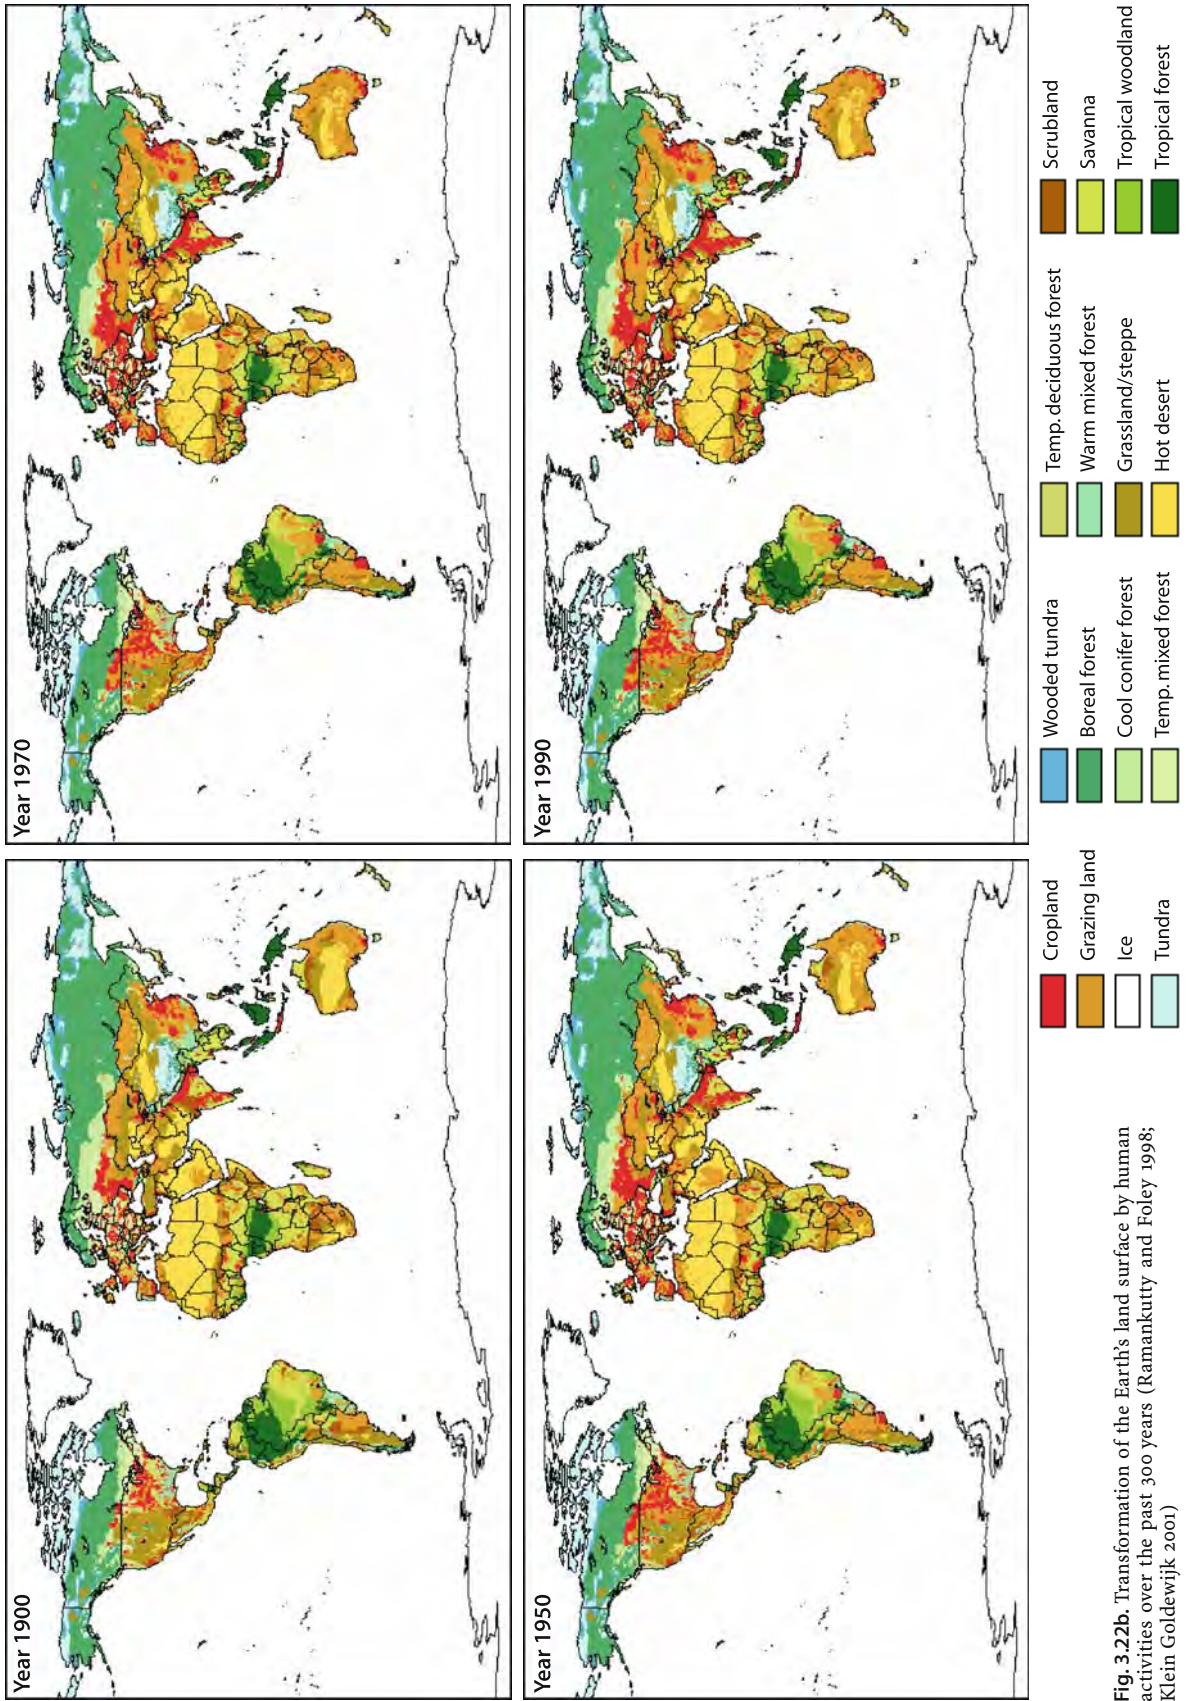 Year 1900
Year 1970
Year 1950
Year 1990
Cropland
Grazing land
Ice
Tundra
Wooded tundra
Boreal forest
Cool conifer forest
Temp. mixed forest
Temp. deciduous forest
Warm mixed forest
Grassland/steppe
Hot desert
Scrubland
Savanna
Tropical woodland
Tropical forest
Fig. 3.22b. Transformation of the Earth's land surface by human
activities over the past 300 years (Ramankutty and Foley 1998;
Klein Goldewijk 2001)